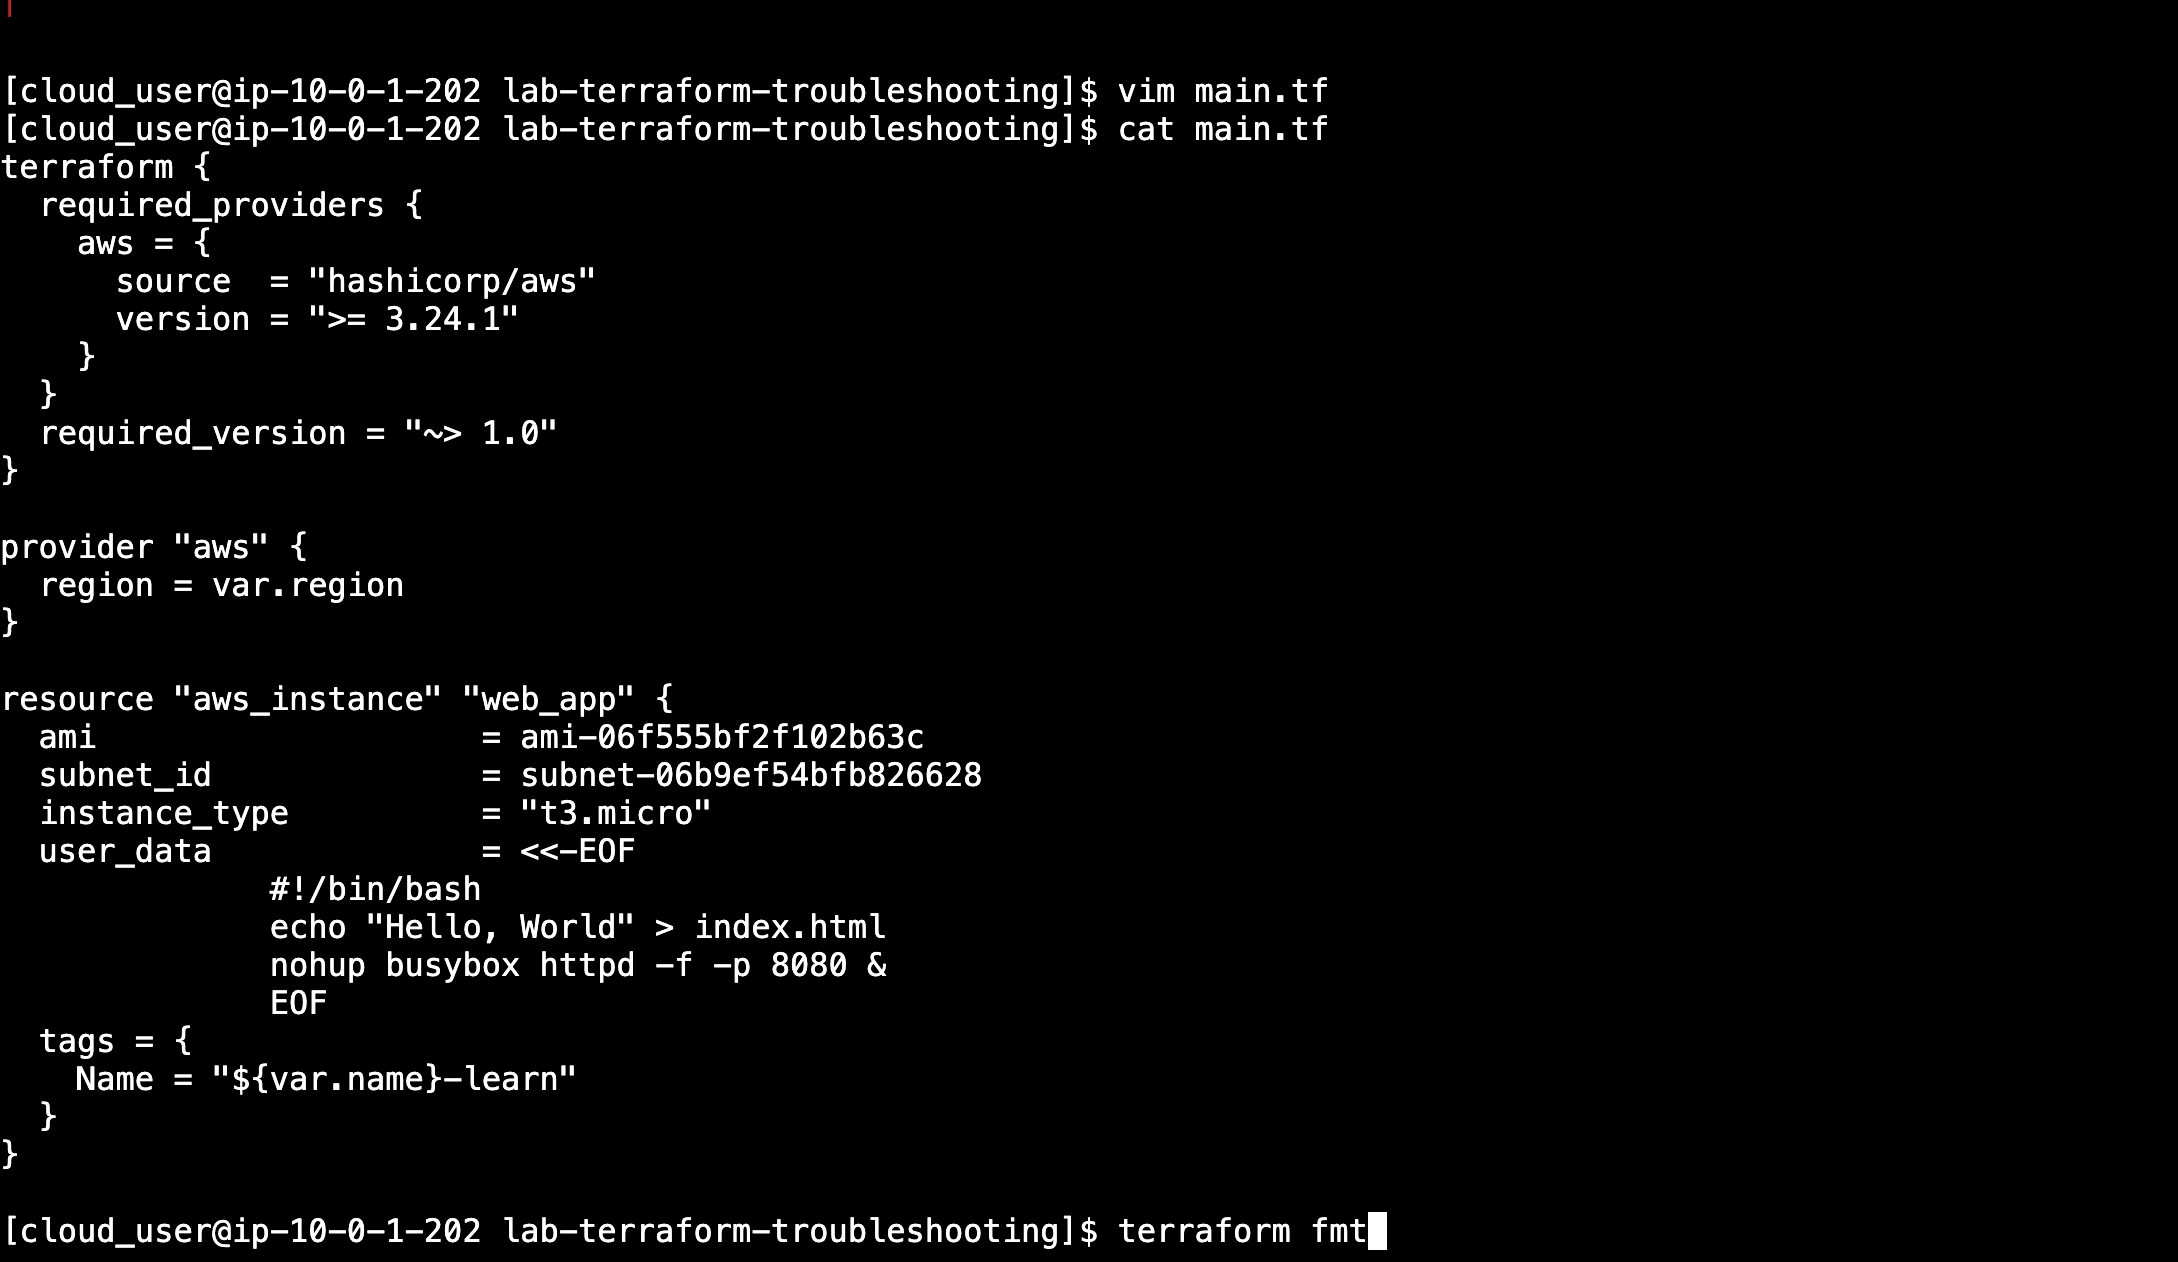 [cloud_user@ip-10-0-1-202 lab-terraform-troubleshooting]$ vim main.tf
[cloud_user@ip-10-0-1-202 lab-terraform-troubleshooting]$ cat main.tf
terraform {
  required_providers {
    aws = {
      source  = "hashicorp/aws"
      version = ">= 3.24.1"
    }
  }
  required_version = "~> 1.0"
}

provider "aws" {
  region = var.region
}

resource "aws_instance" "web_app" {
  ami                    = ami-06f555bf2f102b63c
  subnet_id              = subnet-06b9ef54bfb826628
  instance_type          = "t3.micro"
  user_data              = <<-EOF
              #!/bin/bash
              echo "Hello, World" > index.html
              nohup busybox httpd -f -p 8080 &
              EOF
  tags = {
    Name = "${var.name}-learn"
  }
}

[cloud_user@ip-10-0-1-202 lab-terraform-troubleshooting]$ terraform fmt